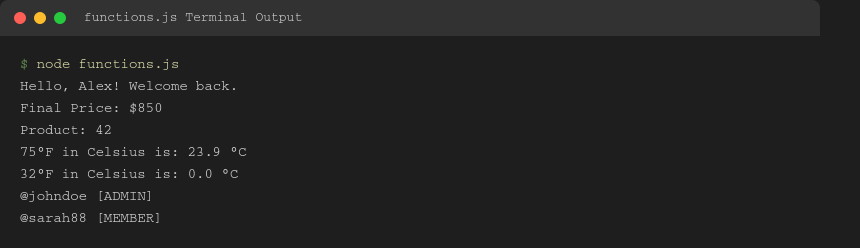 functions.js Terminal Output
$ node functions.js
Hello, Alex! Welcome back.
Final Price: $850
Product: 42
75°F in Celsius is: 23.9 °C
32°F in Celsius is: 0.0 °C
@johndoe [ADMIN]
@sarah88 [MEMBER]